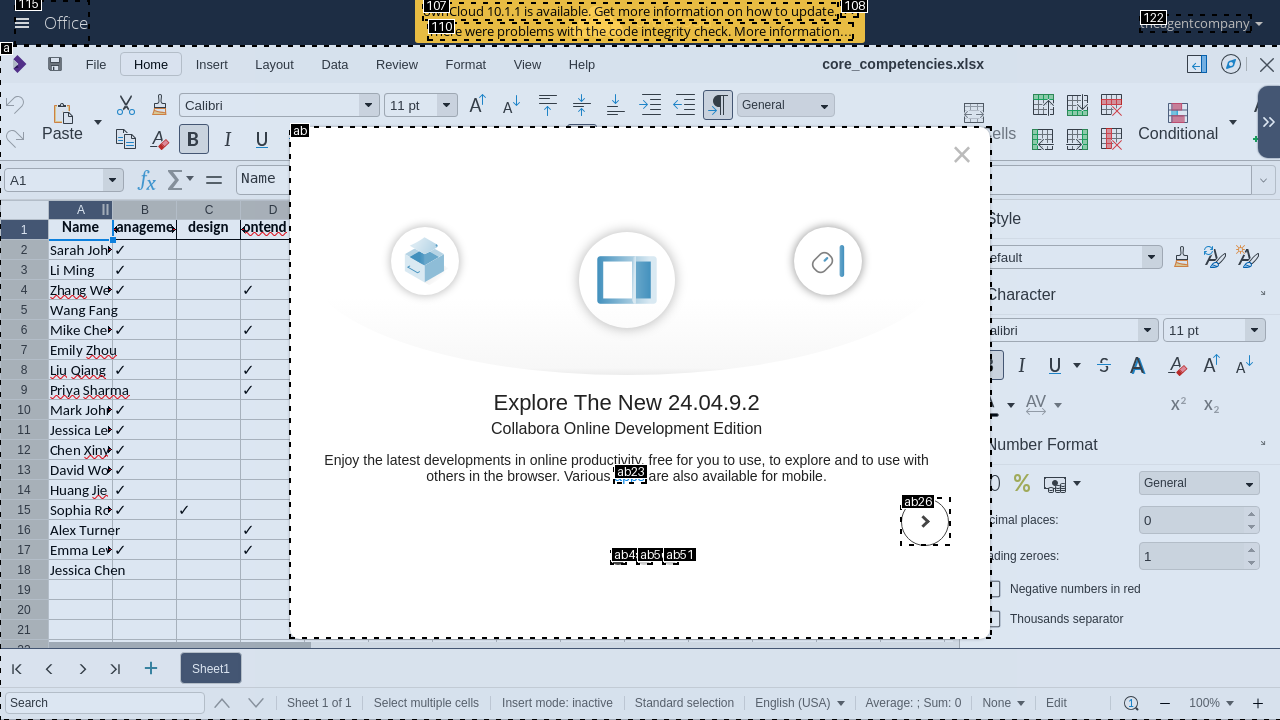 115
Office
107
Cloud 10.1.1 is available. Get more information on how to update.
108
110
re were problems with the code integrity check. More information...
122
agentcompany
a
File
Home
Insert
Layout
Data
Review
Format
View
Help
core_competencies.xlsx
Paste
Calibri
11 pt
General
B I U
ells
Conditional
A1
Name
ab
A B C D
1 Name anageme design ontend
2 Sarah Joh ✓
3 Li Ming ✓
4 Zhang We ✓ ✓
5 Wang Fang
6 Mike Che ✓ ✓
7 Emily Zhou
8 Liu Qiang ✓ ✓
9 Priya Sharma ✓
10 Mark John ✓
11 Jessica Le ✓
12 Chen Xiny ✓
13 David Wo ✓
14 Huang Jie ✓
15 Sophia Ro ✓ ✓
16 Alex Turner ✓
17 Emma Lew ✓ ✓
18 Jessica Chen
19
20
21
Explore The New 24.04.9.2
Collabora Online Development Edition
Enjoy the latest developments in online productivity, free for you to use, to explore and to use with
others in the browser. Various are also available for mobile.
ab23
ab26
ab51
Style
efault
Character
alibri
11 pt
I U S A
AV
Number Format
%
General
cimal places:
0
ading zeroes:
1
Negative numbers in red
Thousands separator
Sheet1
Search
Sheet 1 of 1
Select multiple cells
Insert mode: inactive
Standard selection
English (USA)
Average: ; Sum: 0
None
Edit
100%